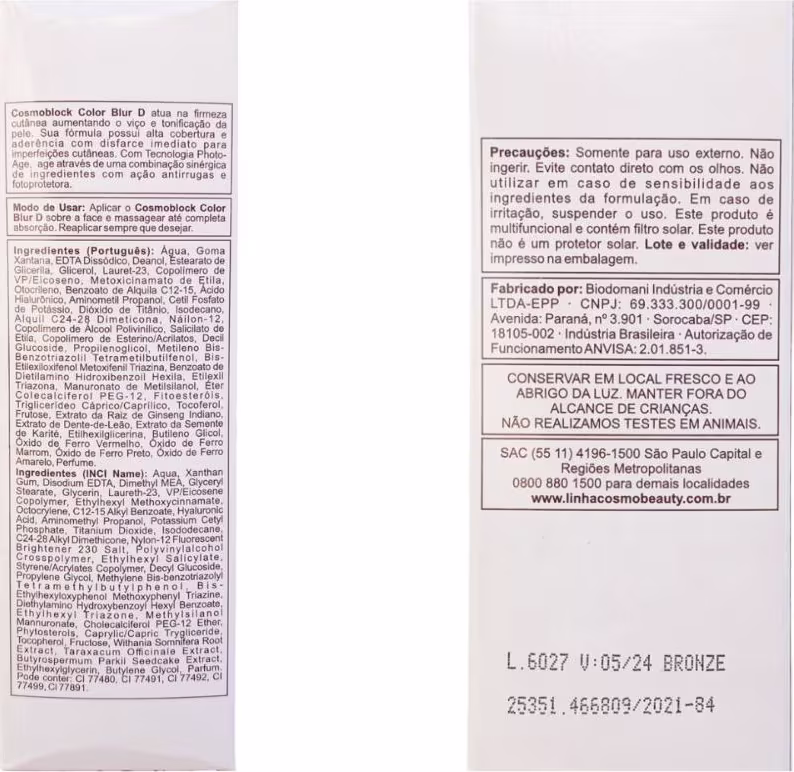 Cosmoblock Color Blur D atua na firmeza
cutânea aumentando o viço e tonificação da
pele. Sua fórmula possui alta cobertura e
aderência com disfarce imediato para
imperfeições cutâneas. Com Tecnologia Photo-
Age, age através de uma combinação sinérgica
de ingredientes com ação antirrugas e
fotoprotetora.
Modo de Usar: Aplicar o Cosmoblock Color
Blur D sobre a face e massagear até completa
absorção. Reaplicar sempre que desejar.
Ingredientes (Português): Água, Goma
Xantana, EDTA Dissódico, Deanol, Estearato de
Glicerila, Glicerol, Lauret-23, Copolímero de
VP/Eicoseno, Metoxicinamato de Etila,
Otocrileno, Benzoato de Alquila C12-15, Ácido
Hialurônico, Aminometil Propanol, Cetil Fosfato
de Potássio, Dióxido de Titânio, Isodecano,
Alquil C24-28 Dimeticona, Náilon-12,
Copolímero de Álcool Polivinílico, Salicilato de
Etila, Copolímero de Esterino/Acrilatos, Decil
Glucoside, Propilenoglicol, Metileno Bis-
Benzotriazolil Tetrametilbutilfenol, Bis-
Etilexiloxifenol Metoxifenil Triazina, Benzoato de
Dietilamino Hidroxibenzoil Hexila, Etilexil
Triazona, Manuronato de Metilsilanol, Éter
Colecalciferol PEG-12, Fitoesteróis,
Triglicerídeo Cáprico/Caprílico, Tocoferol,
Frutose, Extrato da Raiz de Ginseng Indiano,
Extrato de Dente-de-Leão, Extrato da Semente
de Karité, Etilhexilglicerina, Butileno Glicol,
Óxido de Ferro Vermelho, Óxido de Ferro
Marrom, Óxido de Ferro Preto, Óxido de Ferro
Amarelo, Perfume.
Ingredientes (INCI Name): Aqua, Xanthan
Gum, Disodium EDTA, Dimethyl MEA, Glyceryl
Stearate, Glycerin, Laureth-23, VP/Eicosene
Copolymer, Ethylhexyl Methoxycinnamate,
Octocrylene, C12-15 Alkyl Benzoate, Hyaluronic
Acid, Aminomethyl Propanol, Potassium Cetyl
Phosphate, Titanium Dioxide, Isododecane,
C24-28 Alkyl Dimethicone, Nylon-12 Fluorescent
Brightener 230 Salt, Polyvinylalcohol
Crosspolymer, Ethylhexyl Salicylate,
Styrene/Acrylates Copolymer, Decyl Glucoside,
Propylene Glycol, Methylene Bis-benzotriazolyl
Tetramethylbutylphenol, Bis-
Ethylhexyloxyphenol Methoxyphenyl Triazine,
Diethylamino Hydroxybenzoyl Hexyl Benzoate,
Ethylhexyl Triazone, Methylsilanol
Mannuronate, Cholecalciferol PEG-12 Ether,
Phytosterols, Caprylic/Capric Trygliceride,
Tocopherol, Fructose, Withania Somnifera Root
Extract, Taraxacum Officinale Extract,
Butyrospermum Parkii Seedcake Extract,
Ethylhexylglycerin, Butylene Glycol, Parfum.
Pode conter: CI 77480, CI 77491, CI 77492, CI
77499, CI 77891.
Precauções: Somente para uso externo. Não
ingerir. Evite contato direto com os olhos. Não
utilizar em caso de sensibilidade aos
ingredientes da formulação. Em caso de
irritação, suspender o uso. Este produto é
multifuncional e contém filtro solar. Este produto
não é um protetor solar. Lote e validade: ver
impresso na embalagem.
Fabricado por: Biodomani Indústria e Comércio
LTDA-EPP · CNPJ: 69.333.300/0001-99 ·
Avenida: Paraná, nº 3.901 · Sorocaba/SP · CEP:
18105-002 · Indústria Brasileira · Autorização de
Funcionamento ANVISA: 2.01.851-3.
CONSERVAR EM LOCAL FRESCO E AO
ABRIGO DA LUZ. MANTER FORA DO
ALCANCE DE CRIANÇAS.
NÃO REALIZAMOS TESTES EM ANIMAIS.
SAC (55 11) 4196-1500 São Paulo Capital e
Regiões Metropolitanas
0800 880 1500 para demais localidades
www.linhacosmobeauty.com.br
L.6027 V:05/24 BRONZE
25351.466809/2021-84